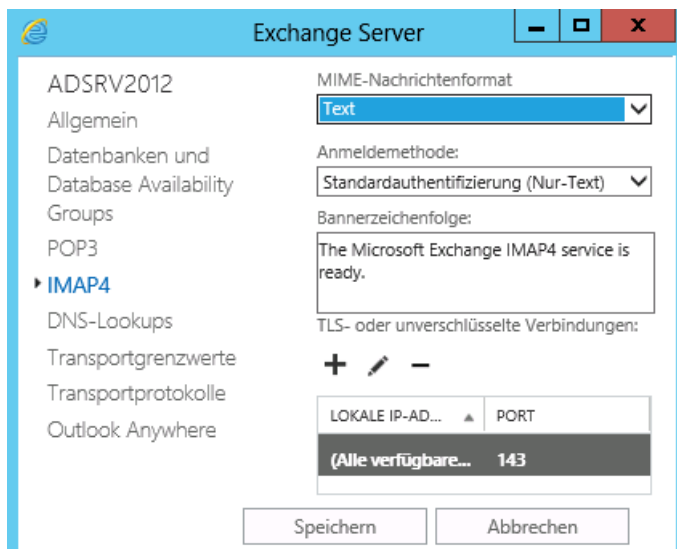 Exchange Server
ADSRV2012
Allgemein
Datenbanken und
Database Availability
Groups
POP3
IMAP4
DNS-Lookups
Transportgrenzwerte
Transportprotokolle
Outlook Anywhere
MIME-Nachrichtenformat
Text
Anmeldemethode:
Standardauthentifizierung (Nur-Text)
Bannerzeichenfolge:
The Microsoft Exchange IMAP4 service is
ready.
TLS- oder unverschlüsselte Verbindungen:
LOKALE IP-AD... PORT
(Alle verfügbare... 143
Speichern Abbrechen